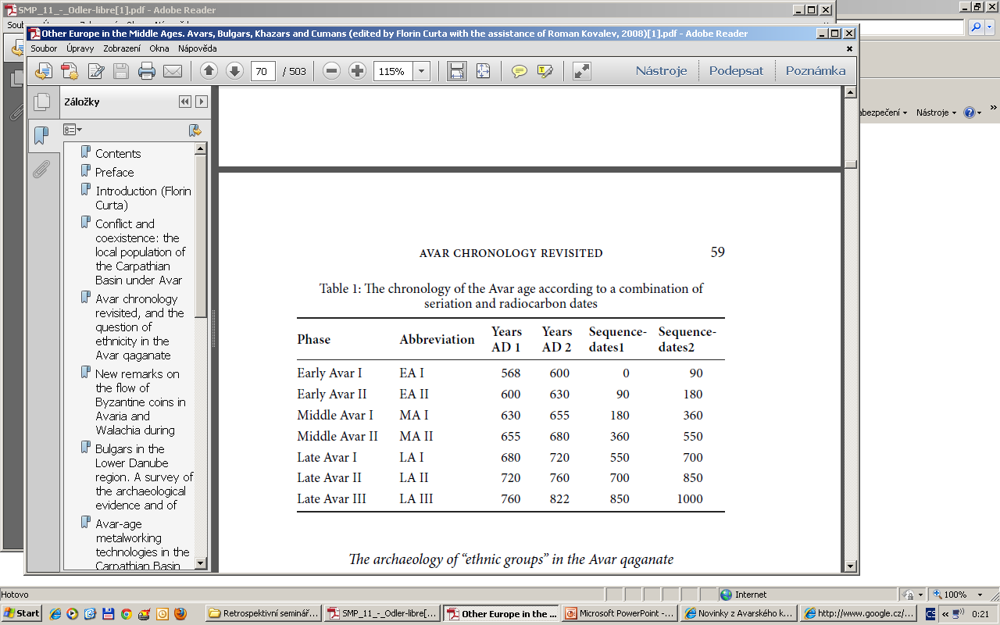 SMP_11_-_Odler-libre[1].pdf - Adobe Reader
Other Europe in the Middle Ages. Avars, Bulgars, Khazars and Cumans (edited by Florin Curta with the assistance of Roman Kovalev, 2008)[1].pdf - Adobe Reader
Soubor Úpravy Zobrazení Okna Nápověda
70 / 503 115% Nástroje Podepsat Poznámka
Záložky
abezpečení Nástroje
Contents
Preface
Introduction (Florin
Curta)
Conflict and
coexistence: the
local population of
the Carpathian
Basin under Avar
Avar chronology
revisited, and the
question of
ethnicity in the
Avar qaganate
New remarks on
the flow of
Byzantine coins in
Avaria and
Walachia during
Bulgars in the
Lower Danube
region. A survey of
the archaeological
evidence and of
Avar-age
metalworking
technologies in the
Carpathian Basin
AVAR CHRONOLOGY REVISITED 59
Table 1: The chronology of the Avar age according to a combination of
seriation and radiocarbon dates
Phase Abbreviation Years AD 1 Years AD 2 Sequence-dates1 Sequence-dates2
Early Avar I EA I 568 600 0 90
Early Avar II EA II 600 630 90 180
Middle Avar I MA I 630 655 180 360
Middle Avar II MA II 655 680 360 550
Late Avar I LA I 680 720 550 700
Late Avar II LA II 720 760 700 850
Late Avar III LA III 760 822 850 1000
The archaeology of “ethnic groups” in the Avar qaganate
Hotovo Internet 100%
Start Retrospektivní seminář... SMP_11_-_Odler-libre[... Other Europe in the ... Microsoft PowerPoint -... Novinky z Avarského k... http://www.google.cz/... CS 0:21